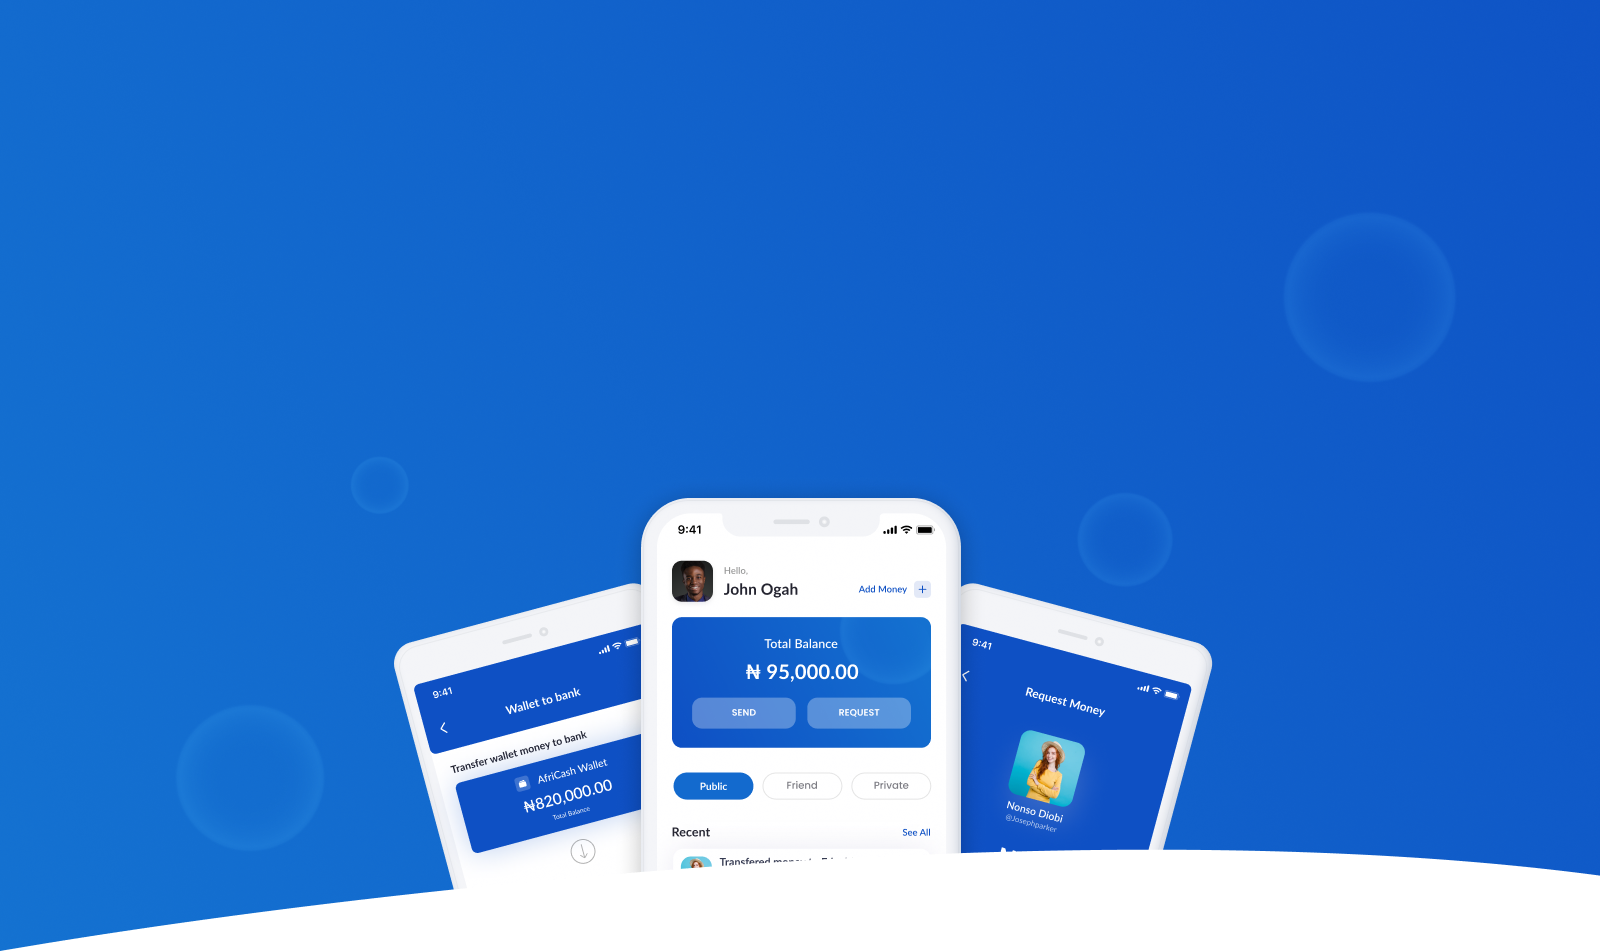 9:41
Wallet to bank
Transfer wallet money to bank
AfriCash Wallet
₦820,000.00
Total Balance
9:41
Hello,
John Ogah
Add Money
Total Balance
₦ 95,000.00
SEND
REQUEST
Public
Friend
Private
Recent
See All
Transfered
9:41
Request Money
Nonso Diobi
@Josephparker